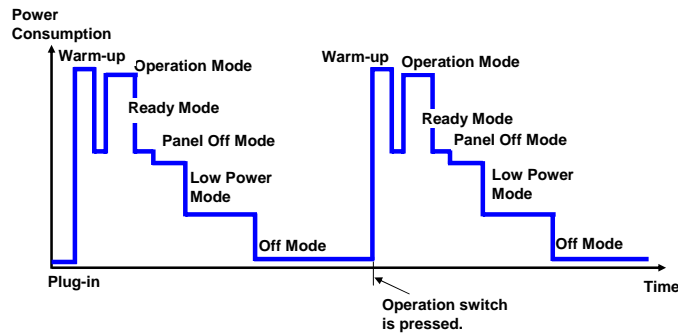 Power
Consumption
Warm-up
Operation Mode
Ready Mode
Panel Off Mode
Low Power
Mode
Off Mode
Plug-in
Warm-up
Operation Mode
Ready Mode
Panel Off Mode
Low Power
Mode
Off Mode
Time
Operation switch
is pressed.